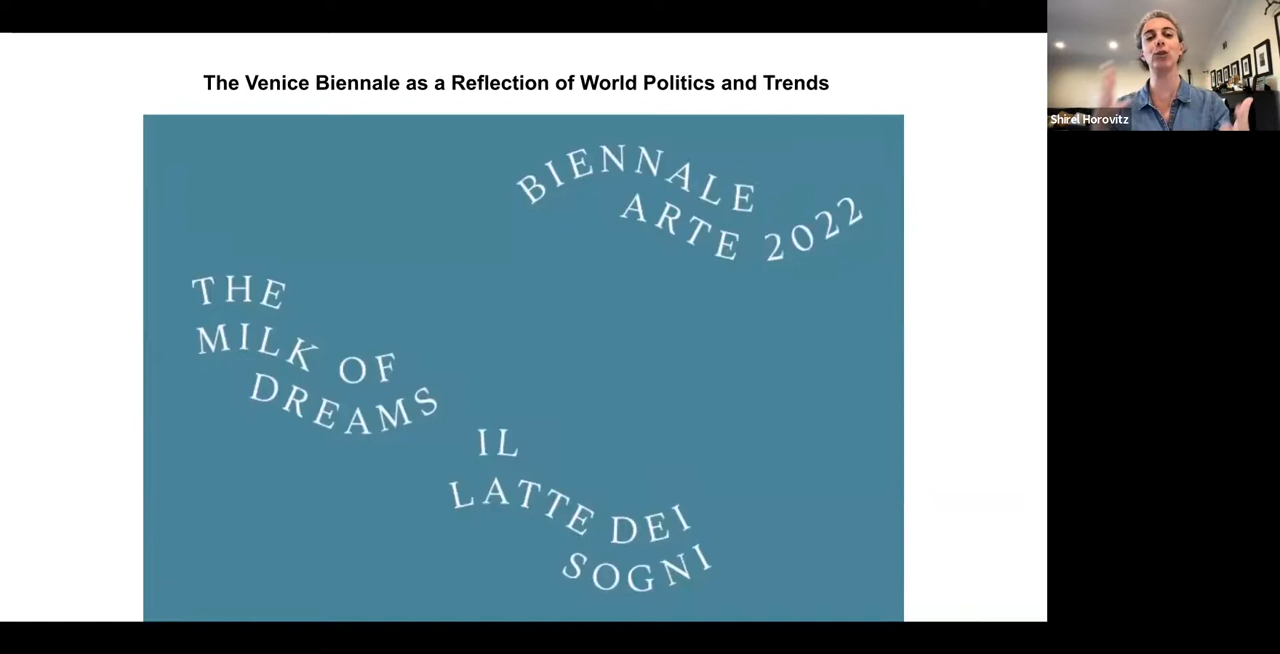 The Venice Biennale as a Reflection of World Politics and Trends
BIENNALE
ARTE 2022
THE
MILK OF
DREAMS
IL
LATTE DEI
SOGNI
Shirel Horovitz